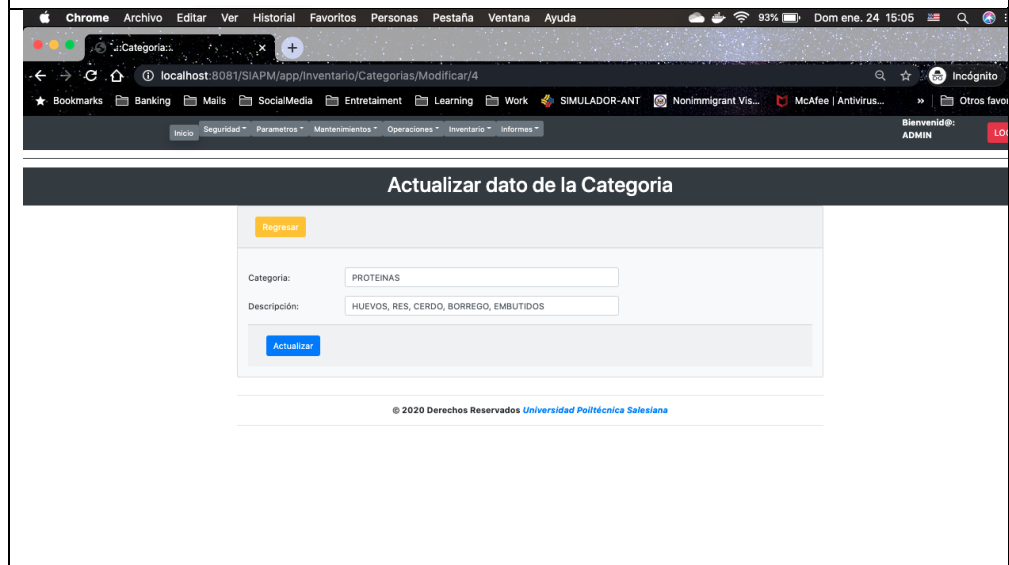 Chrome Archivo Editar Ver Historial Favoritos Personas Pestaña Ventana Ayuda 93% Dom ene. 24 15:05
.::Categoria::. × +
localhost:8081/SIAPM/app/Inventario/Categorias/Modificar/4 Incógnito
Bookmarks Banking Mails SocialMedia Entretaiment Learning Work SIMULADOR-ANT Nonimmigrant Vis... McAfee | Antivirus... » Otros favor
Inicio Seguridad Parametros Mantenimientos Operaciones Inventario Informes Bienvenid@:
ADMIN LO
Actualizar dato de la Categoria
Regresar
Categoria: PROTEINAS
Descripción: HUEVOS, RES, CERDO, BORREGO, EMBUTIDOS
Actualizar
© 2020 Derechos Reservados Universidad Poiltécnica Salesiana